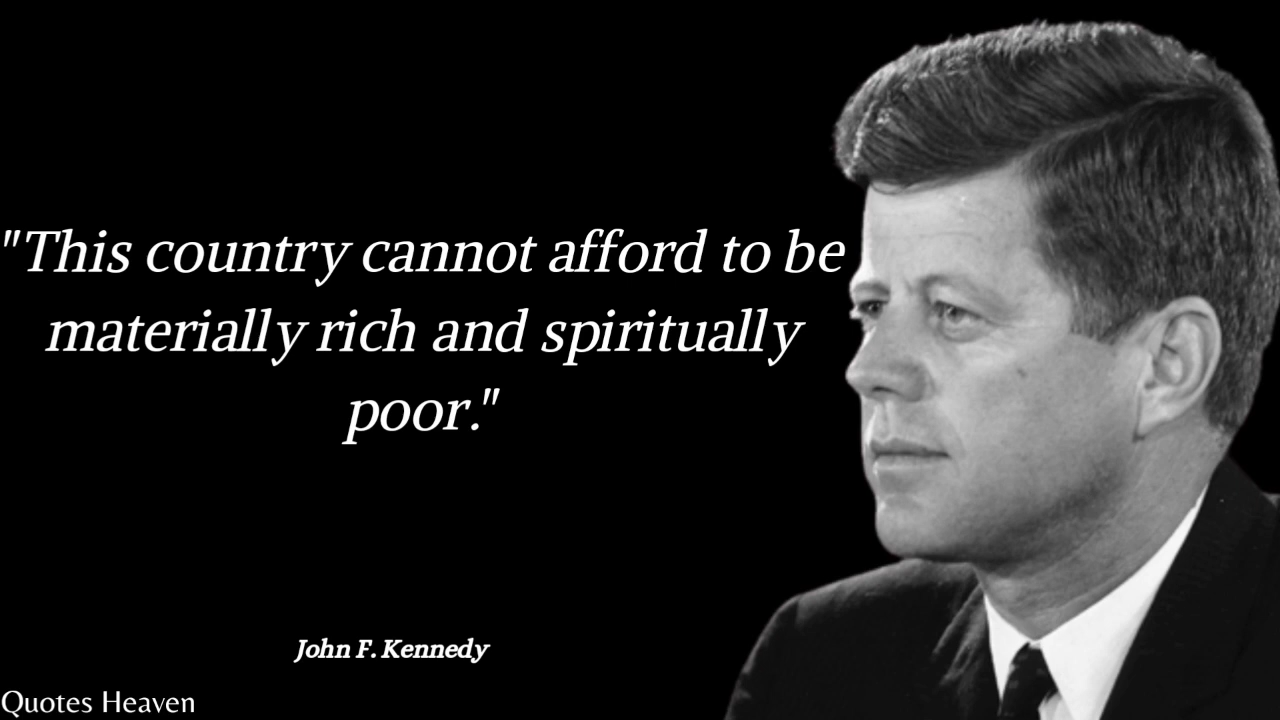 "This country cannot afford to be
materially rich and spiritually
poor."
John F. Kennedy
Quotes Heaven